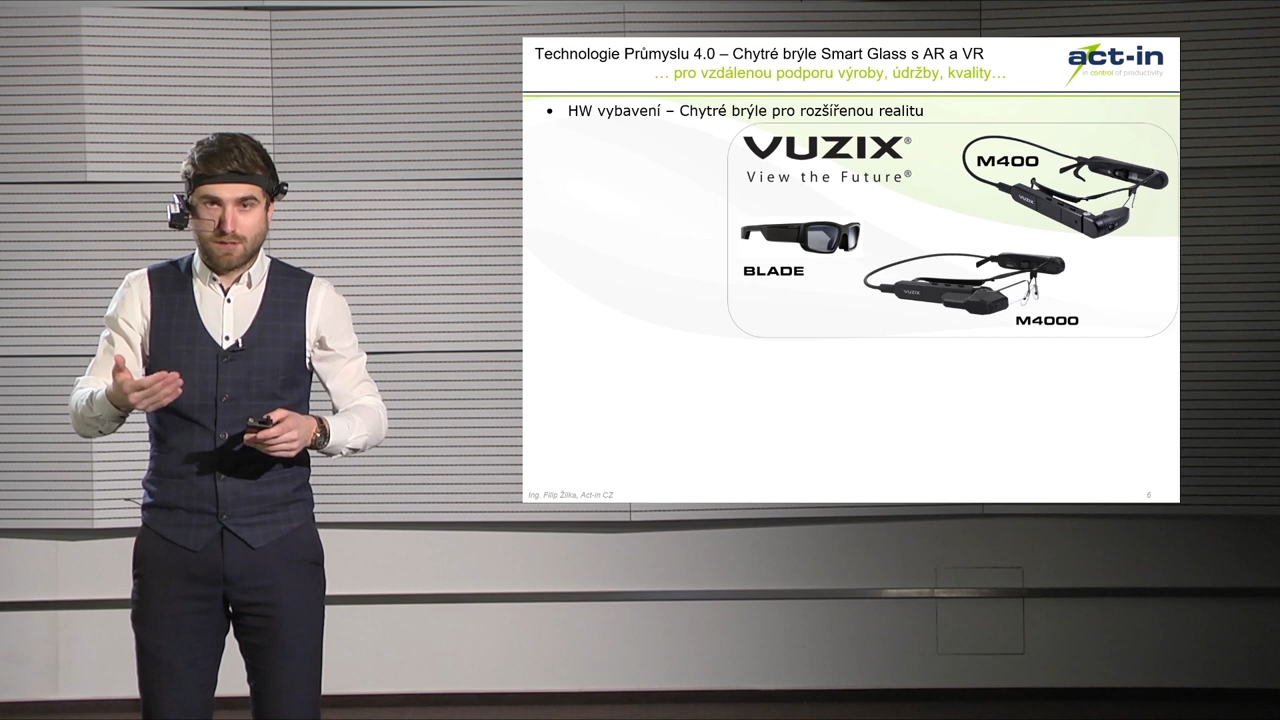 Technologie Průmyslu 4.0 – Chytré brýle Smart Glass s AR a VR
… pro vzdálenou podporu výroby, údržby, kvality…
act-in
in control of productivity
• HW vybavení – Chytré brýle pro rozšířenou realitu
VUZIX®
View the Future®
M400
VUZIX
BLADE
VUZIX
M4000
Ing. Filip Žilka, Act-in CZ
6